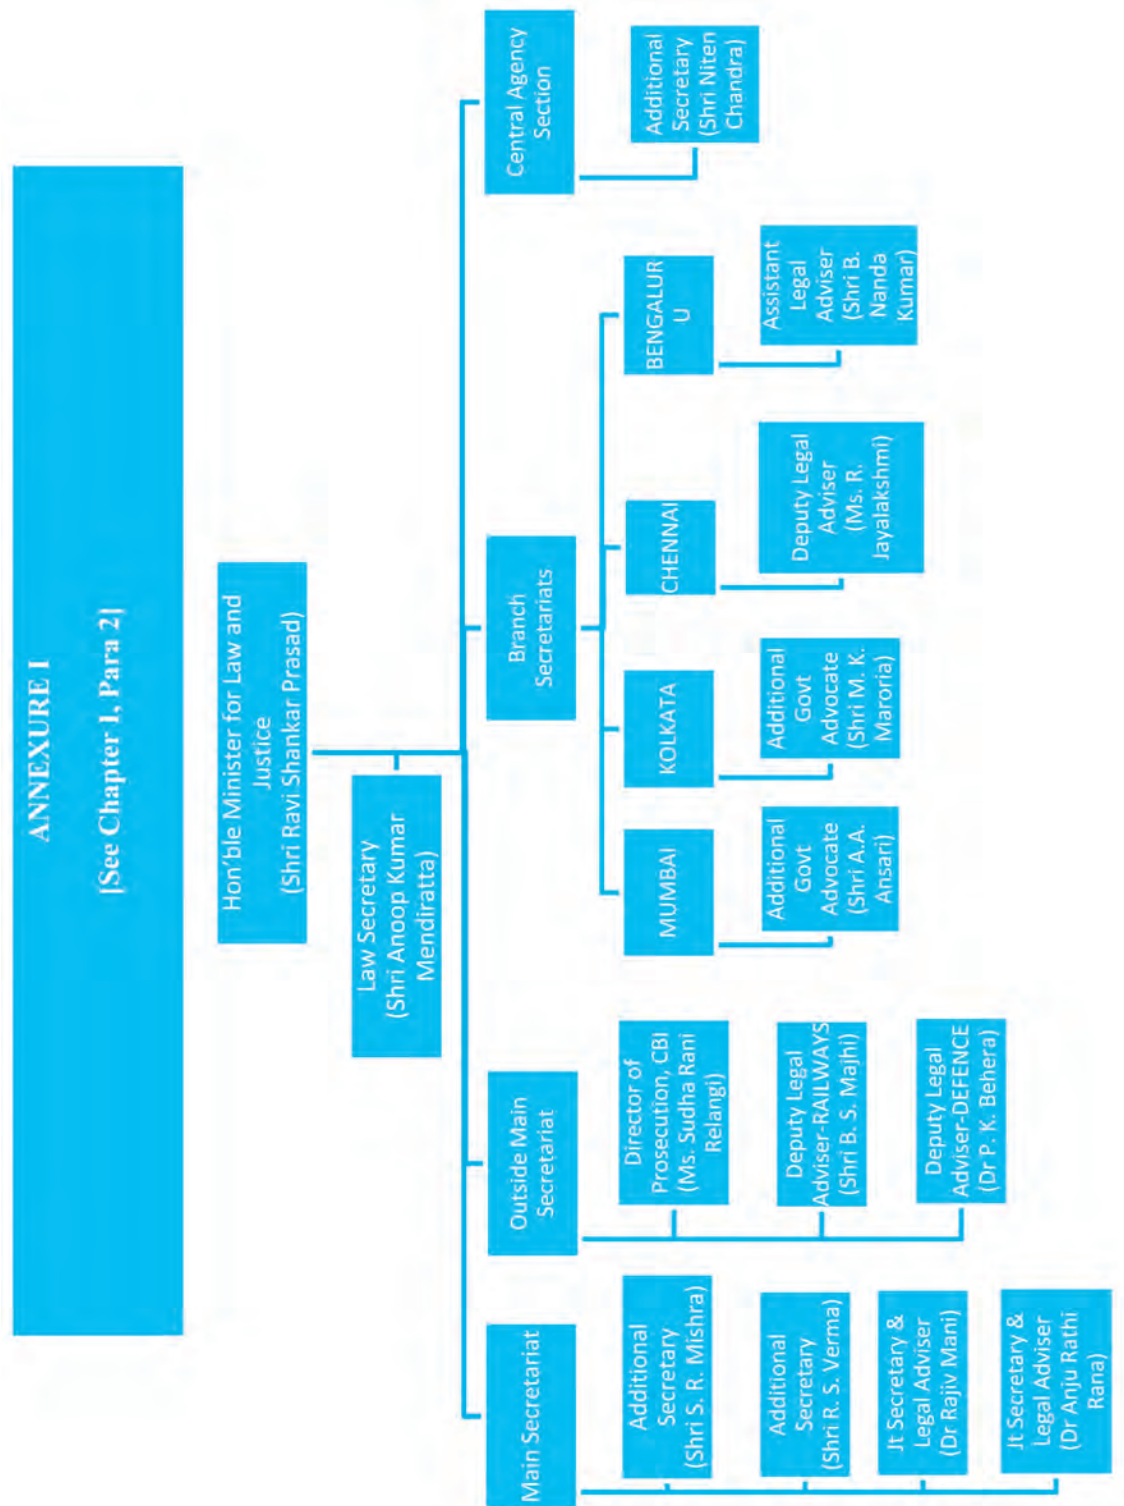 ANNEXURE I
[See Chapter 1, Para 2]
Hon'ble Minister for Law and
Justice
(Shri Ravi Shankar Prasad)
Law Secretary
(Shri Anoop Kumar
Mendiratta)
Main Secretariat
Additional
Secretary
(Shri S. R. Mishra)
Additional
Secretary
(Shri R. S. Verma)
Jt Secretary &
Legal Adviser
(Dr Rajiv Mani)
Jt Secretary &
Legal Adviser
(Dr Anju Rathi
Rana)
Outside Main
Secretariat
Director of
Prosecution, CBI
(Ms. Sudha Rani
Relangi)
Deputy Legal
Adviser-RAILWAYS
(Shri B. S. Majhi)
Deputy Legal
Adviser-DEFENCE
(Dr P. K. Behera)
Branch
Secretariats
MUMBAI
Additional
Govt
Advocate
(Shri A.A.
Ansari)
KOLKATA
Additional
Govt
Advocate
(Shri M. K.
Maroria)
CHENNAI
Deputy Legal
Adviser
(Ms. R.
Jayalakshmi)
BENGALUR
U
Assistant
Legal
Adviser
(Shri B.
Nanda
Kumar)
Central Agency
Section
Additional
Secretary
(Shri Niten
Chandra)